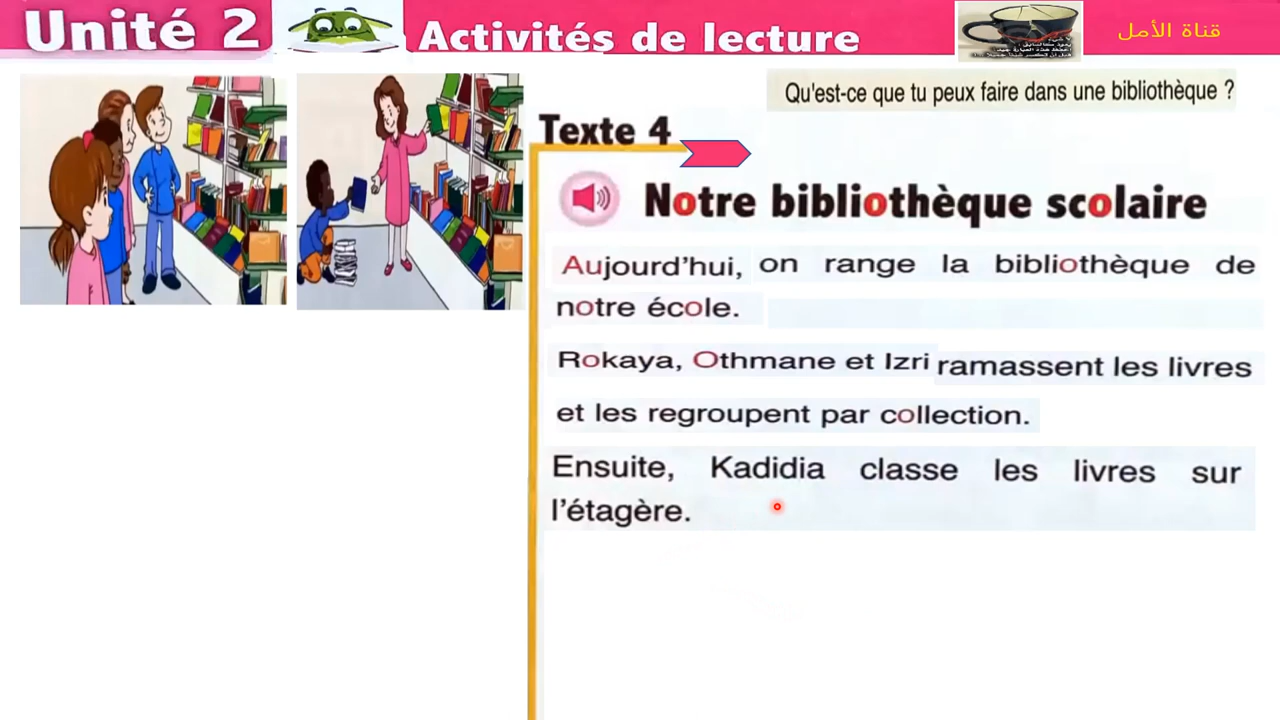 Unité 2
Activités de lecture
قناة الأمل
Qu'est-ce que tu peux faire dans une bibliothèque ?
Texte 4
Notre bibliothèque scolaire
Aujourd'hui, on range la bibliothèque de
notre école.
Rokaya, Othmane et Izri ramassent les livres
et les regroupent par collection.
Ensuite, Kadidia classe les livres sur
l'étagère.